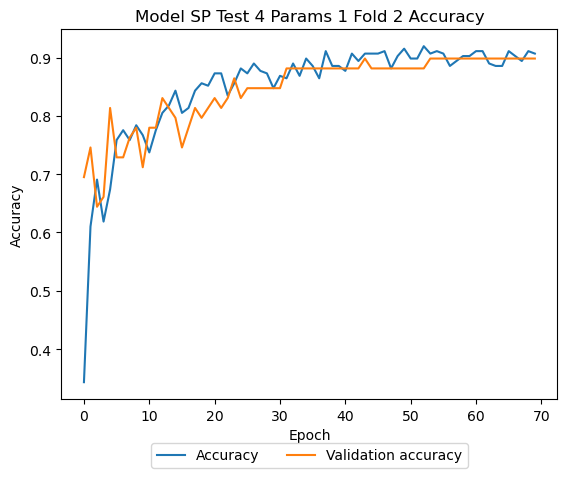 Model SP Test 4 Params 1 Fold 2 Accuracy
Accuracy
0.9
0.8
0.7
0.6
0.5
0.4
0 10 20 30 40 50 60 70
Epoch
Accuracy Validation accuracy